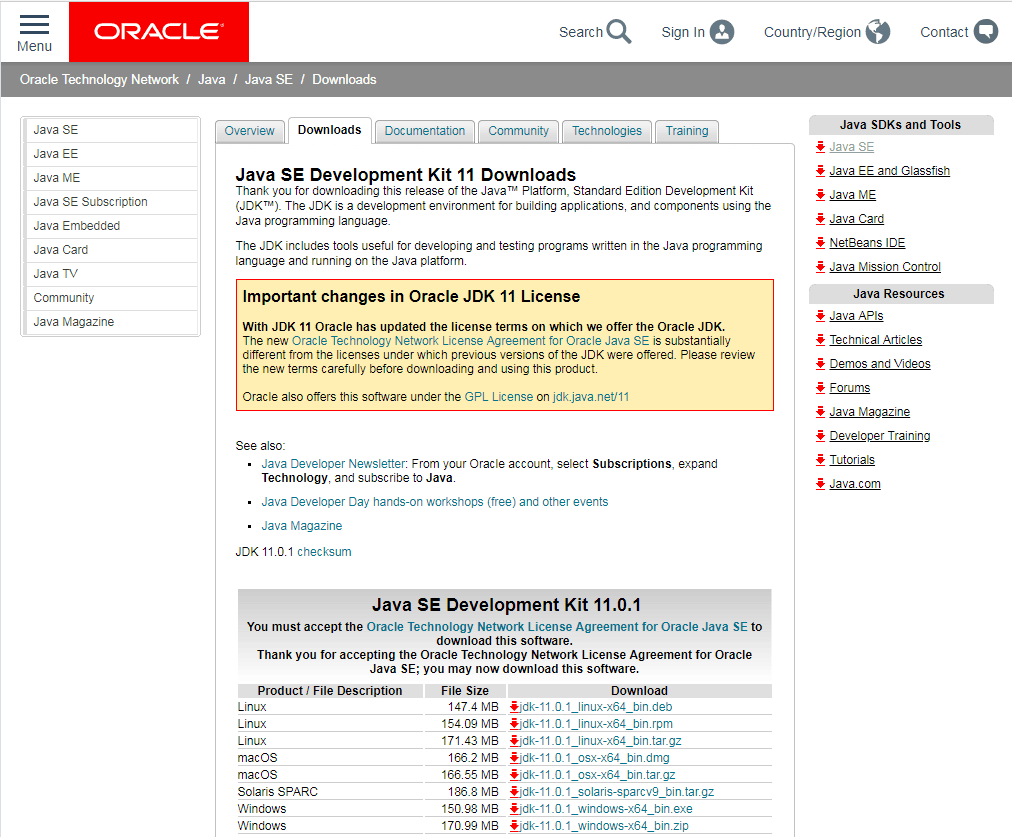 Menu
ORACLE
Search
Sign In
Country/Region
Contact
Oracle Technology Network / Java / Java SE / Downloads
Java SE
Java EE
Java ME
Java SE Subscription
Java Embedded
Java Card
Java TV
Community
Java Magazine
Overview
Downloads
Documentation
Community
Technologies
Training
Java SE Development Kit 11 Downloads
Thank you for downloading this release of the Java™ Platform, Standard Edition Development Kit
(JDK™). The JDK is a development environment for building applications, and components using the
Java programming language.
The JDK includes tools useful for developing and testing programs written in the Java programming
language and running on the Java platform.
Important changes in Oracle JDK 11 License
With JDK 11 Oracle has updated the license terms on which we offer the Oracle JDK.
The new Oracle Technology Network License Agreement for Oracle Java SE is substantially
different from the licenses under which previous versions of the JDK were offered. Please review
the new terms carefully before downloading and using this product.
Oracle also offers this software under the GPL License on jdk.java.net/11
See also:
Java Developer Newsletter: From your Oracle account, select Subscriptions, expand
Technology, and subscribe to Java.
Java Developer Day hands-on workshops (free) and other events
Java Magazine
JDK 11.0.1 checksum
Java SE Development Kit 11.0.1
You must accept the Oracle Technology Network License Agreement for Oracle Java SE to
download this software.
Thank you for accepting the Oracle Technology Network License Agreement for Oracle
Java SE; you may now download this software.
Product / File Description File Size Download
Linux 147.4 MB jdk-11.0.1_linux-x64_bin.deb
Linux 154.09 MB jdk-11.0.1_linux-x64_bin.rpm
Linux 171.43 MB jdk-11.0.1_linux-x64_bin.tar.gz
macOS 166.2 MB jdk-11.0.1_osx-x64_bin.dmg
macOS 166.55 MB jdk-11.0.1_osx-x64_bin.tar.gz
Solaris SPARC 186.8 MB jdk-11.0.1_solaris-sparcv9_bin.tar.gz
Windows 150.98 MB jdk-11.0.1_windows-x64_bin.exe
Windows 170.99 MB jdk-11.0.1_windows-x64_bin.zip
Java SDKs and Tools
Java SE
Java EE and Glassfish
Java ME
Java Card
NetBeans IDE
Java Mission Control
Java Resources
Java APIs
Technical Articles
Demos and Videos
Forums
Java Magazine
Developer Training
Tutorials
Java.com